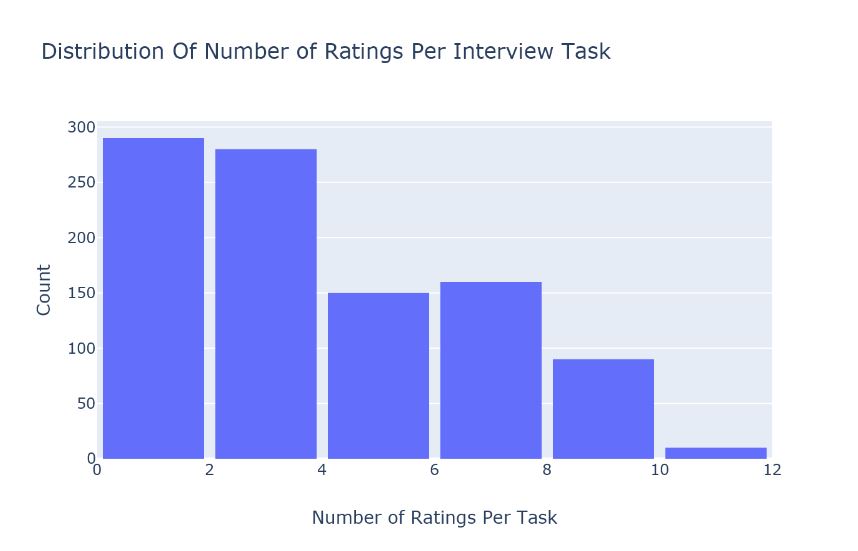 Distribution Of Number of Ratings Per Interview Task
300
250
200
150
100
50
0
Count
0 2 4 6 8 10 12
Number of Ratings Per Task